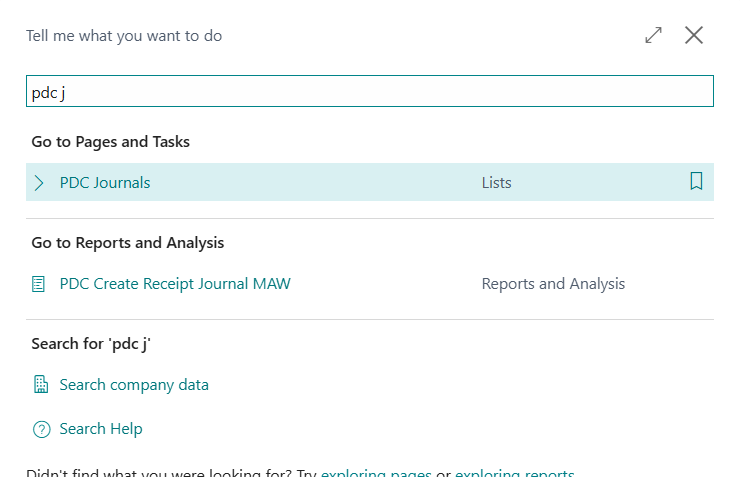 Tell me what you want to do
pdc j
Go to Pages and Tasks
PDC Journals Lists
Go to Reports and Analysis
PDC Create Receipt Journal MAW Reports and Analysis
Search for 'pdc j'
Search company data
Search Help
Didn't find what you were looking for? Try exploring pages or exploring reports